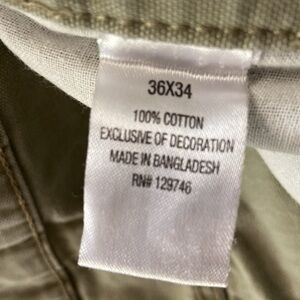 36X34
100% COTTON
EXCLUSIVE OF DECORATION
MADE IN BANGLADESH
RN# 129746